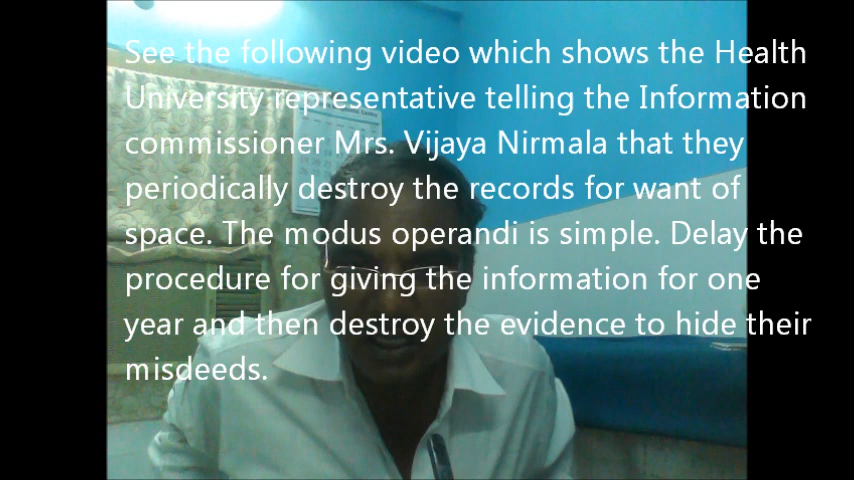 See the following video which shows the Health
University representative telling the Information
commissioner Mrs. Vijaya Nirmala that they
periodically destroy the records for want of
space. The modus operandi is simple. Delay the
procedure for giving the information for one
year and then destroy the evidence to hide their
misdeeds.